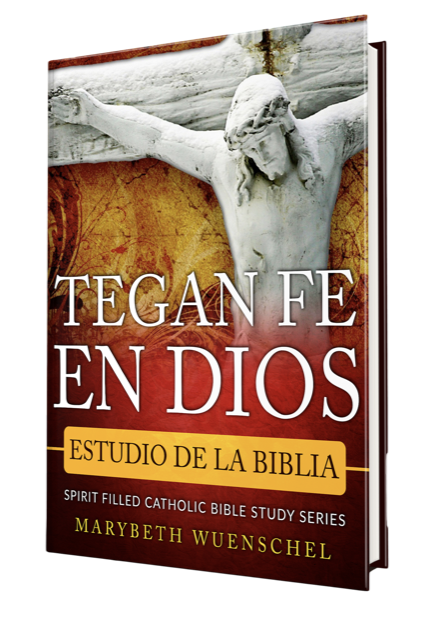 TEGAN FE
EN DIOS
ESTUDIO DE LA BIBLIA
SPIRIT FILLED CATHOLIC BIBLE STUDY SERIES
MARYBETH WUENSCHEL